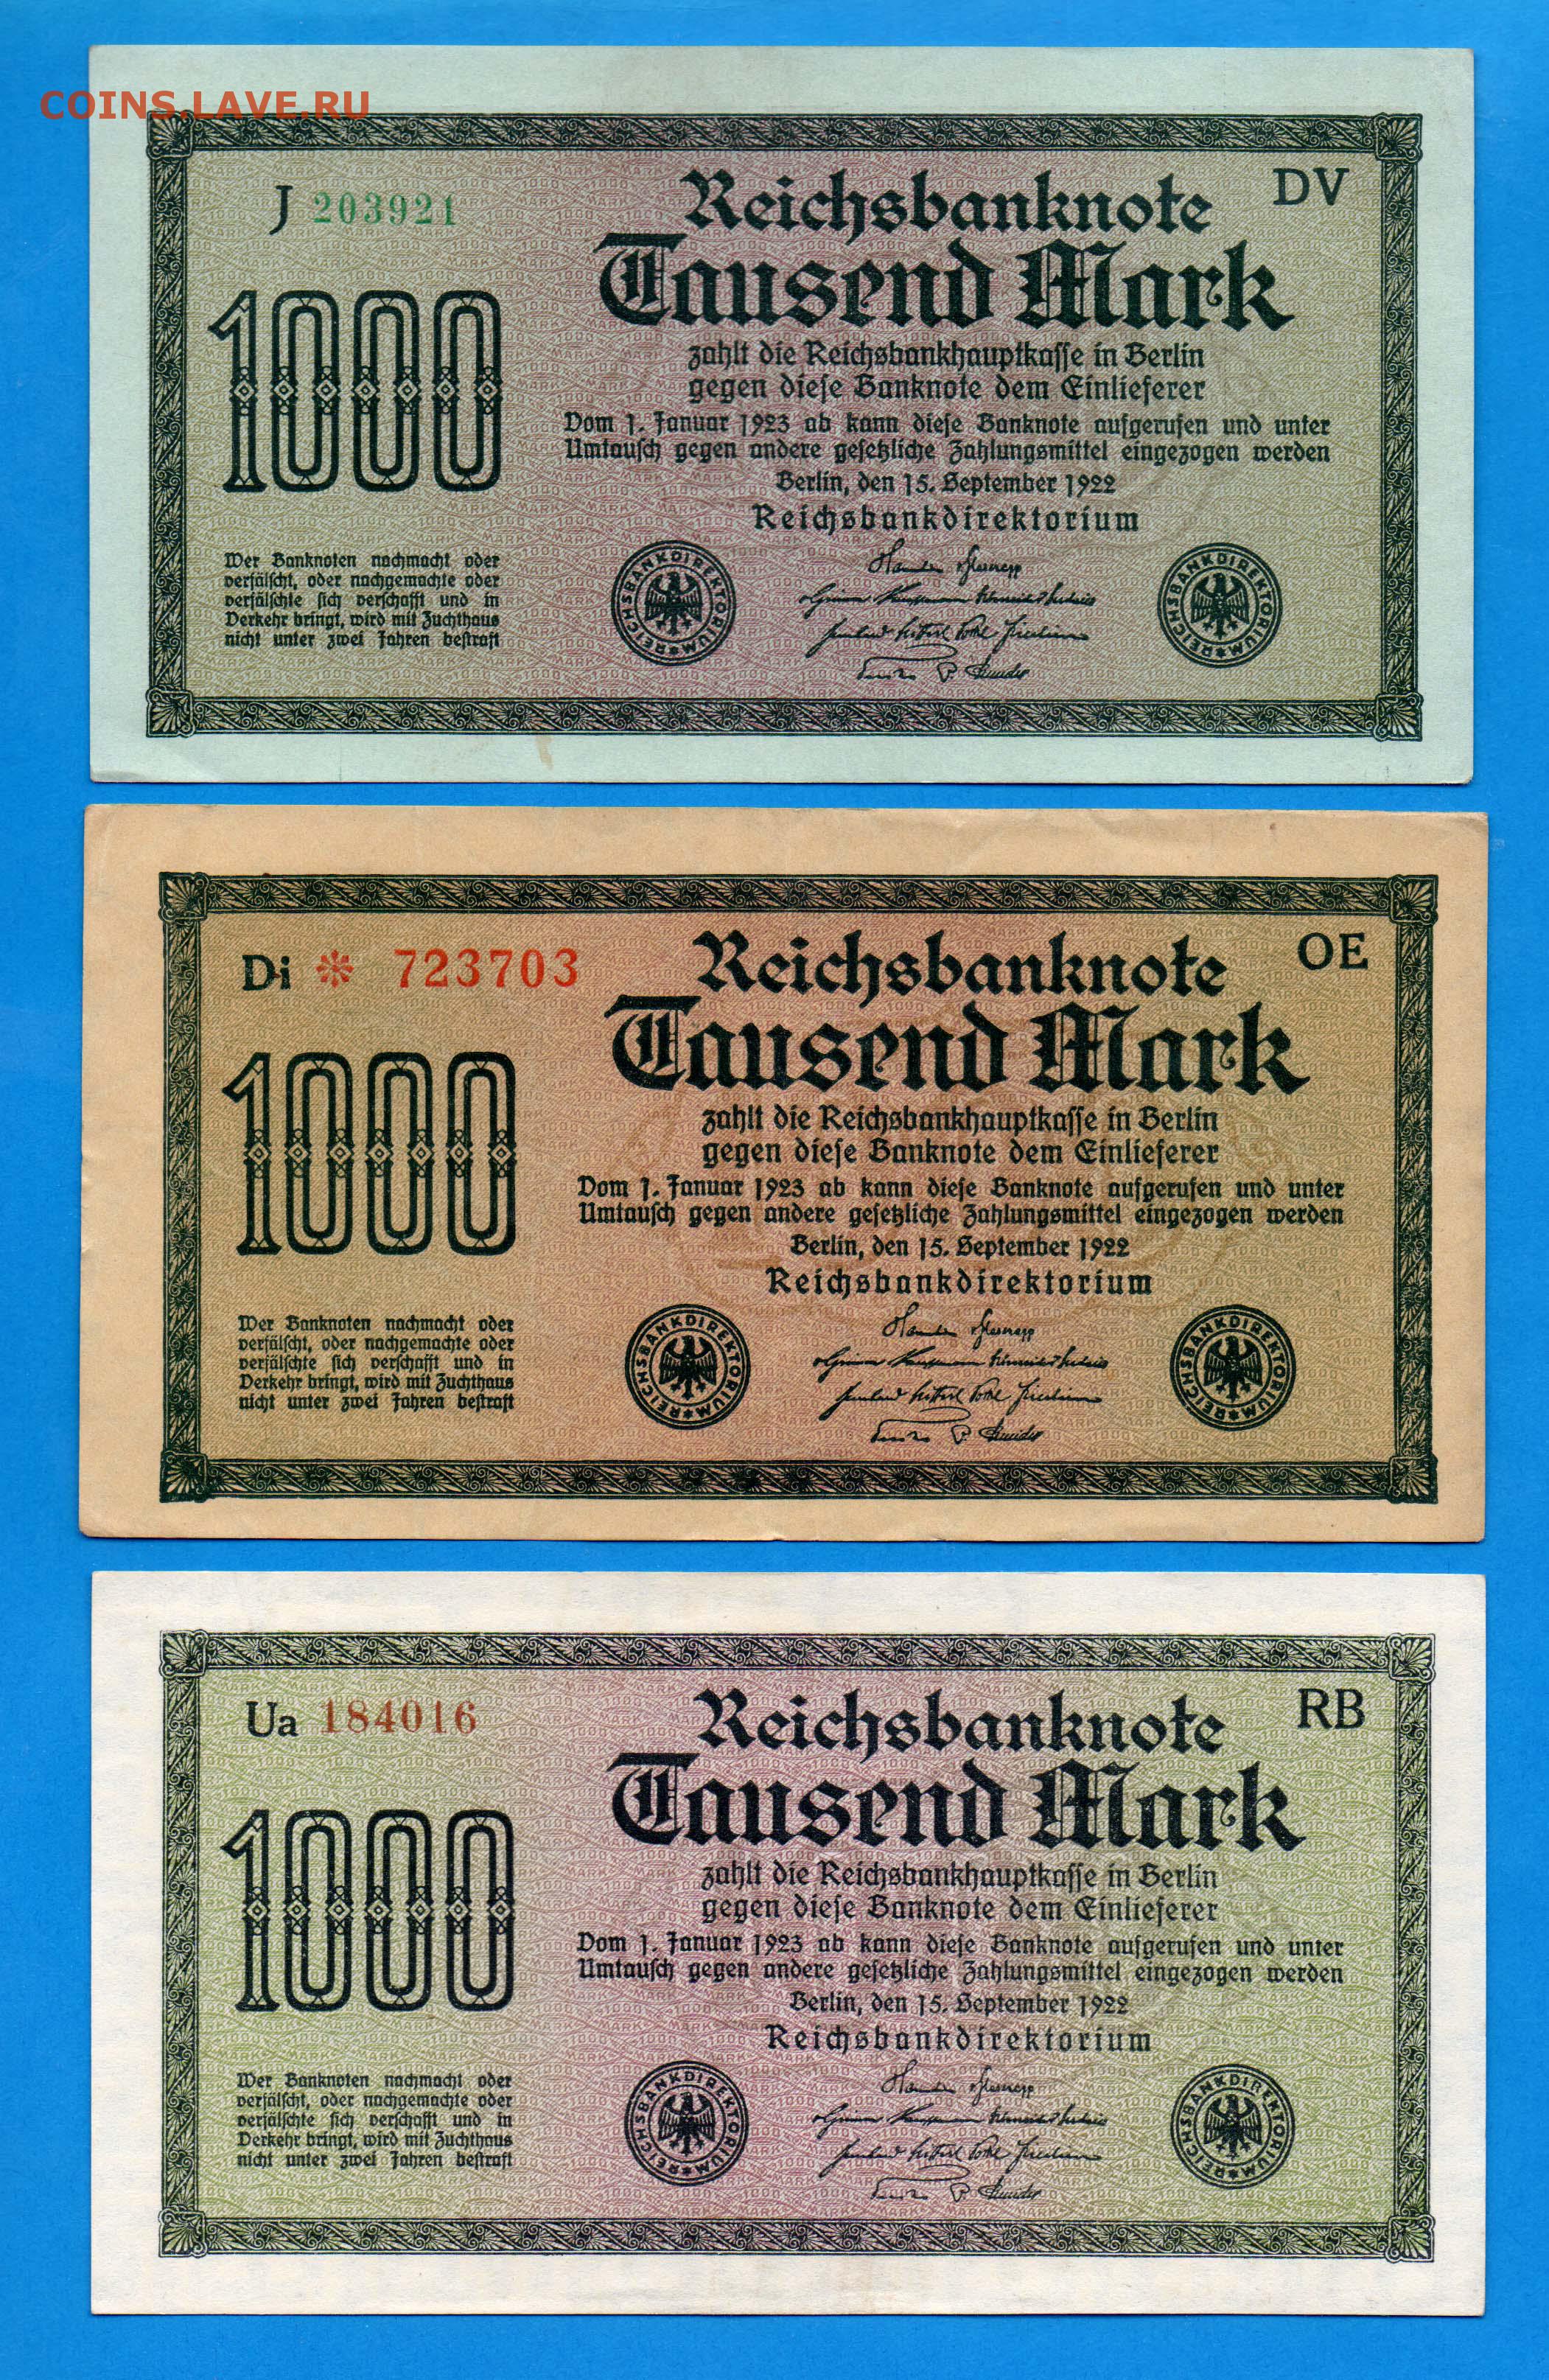 COINS.LAVE.RU
J 203921
Reichsbanknote
DV
Tausend Mark
1000
zahlt die Reichsbankhauptkasse in Berlin
gegen diese Banknote dem Einlieferer
Vom 1. Januar 1923 ab kann diese Banknote aufgerufen und unter
Umtausch gegen andere gesetzliche Zahlungsmittel eingezogen werden
Berlin, den 15. September 1922
Reichsbankdirektorium
Wer Banknoten nachmacht oder
verfälscht, oder nachgemachte oder
verfälschte sich verschafft und in
Verkehr bringt, wird mit Zuchthaus
nicht unter zwei Jahren bestraft
REICHSBANKDIREKTORIUM
REICHSBANKDIREKTORIUM
Di * 723703
Reichsbanknote
OE
Tausend Mark
1000
zahlt die Reichsbankhauptkasse in Berlin
gegen diese Banknote dem Einlieferer
Vom 1. Januar 1923 ab kann diese Banknote aufgerufen und unter
Umtausch gegen andere gesetzliche Zahlungsmittel eingezogen werden
Berlin, den 15. September 1922
Reichsbankdirektorium
Wer Banknoten nachmacht oder
verfälscht, oder nachgemachte oder
verfälschte sich verschafft und in
Verkehr bringt, wird mit Zuchthaus
nicht unter zwei Jahren bestraft
REICHSBANKDIREKTORIUM
REICHSBANKDIREKTORIUM
Ua 184016
Reichsbanknote
RB
Tausend Mark
1000
zahlt die Reichsbankhauptkasse in Berlin
gegen diese Banknote dem Einlieferer
Vom 1. Januar 1923 ab kann diese Banknote aufgerufen und unter
Umtausch gegen andere gesetzliche Zahlungsmittel eingezogen werden
Berlin, den 15. September 1922
Reichsbankdirektorium
Wer Banknoten nachmacht oder
verfälscht, oder nachgemachte oder
verfälschte sich verschafft und in
Verkehr bringt, wird mit Zuchthaus
nicht unter zwei Jahren bestraft
REICHSBANKDIREKTORIUM
REICHSBANKDIREKTORIUM